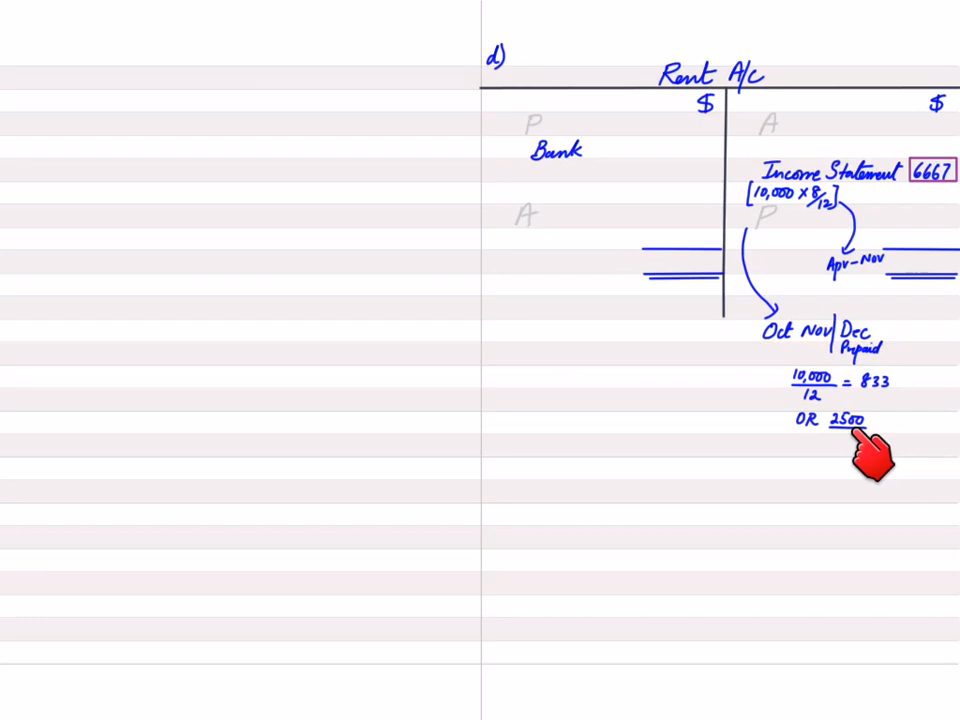 d)
Rent A/c
$ $
P A
Bank
Income Statement 6667
[10,000 × 8/12]
A P
Apr-Nov
Oct Nov | Dec
Prepaid
10,000/12 = 833
OR 2500